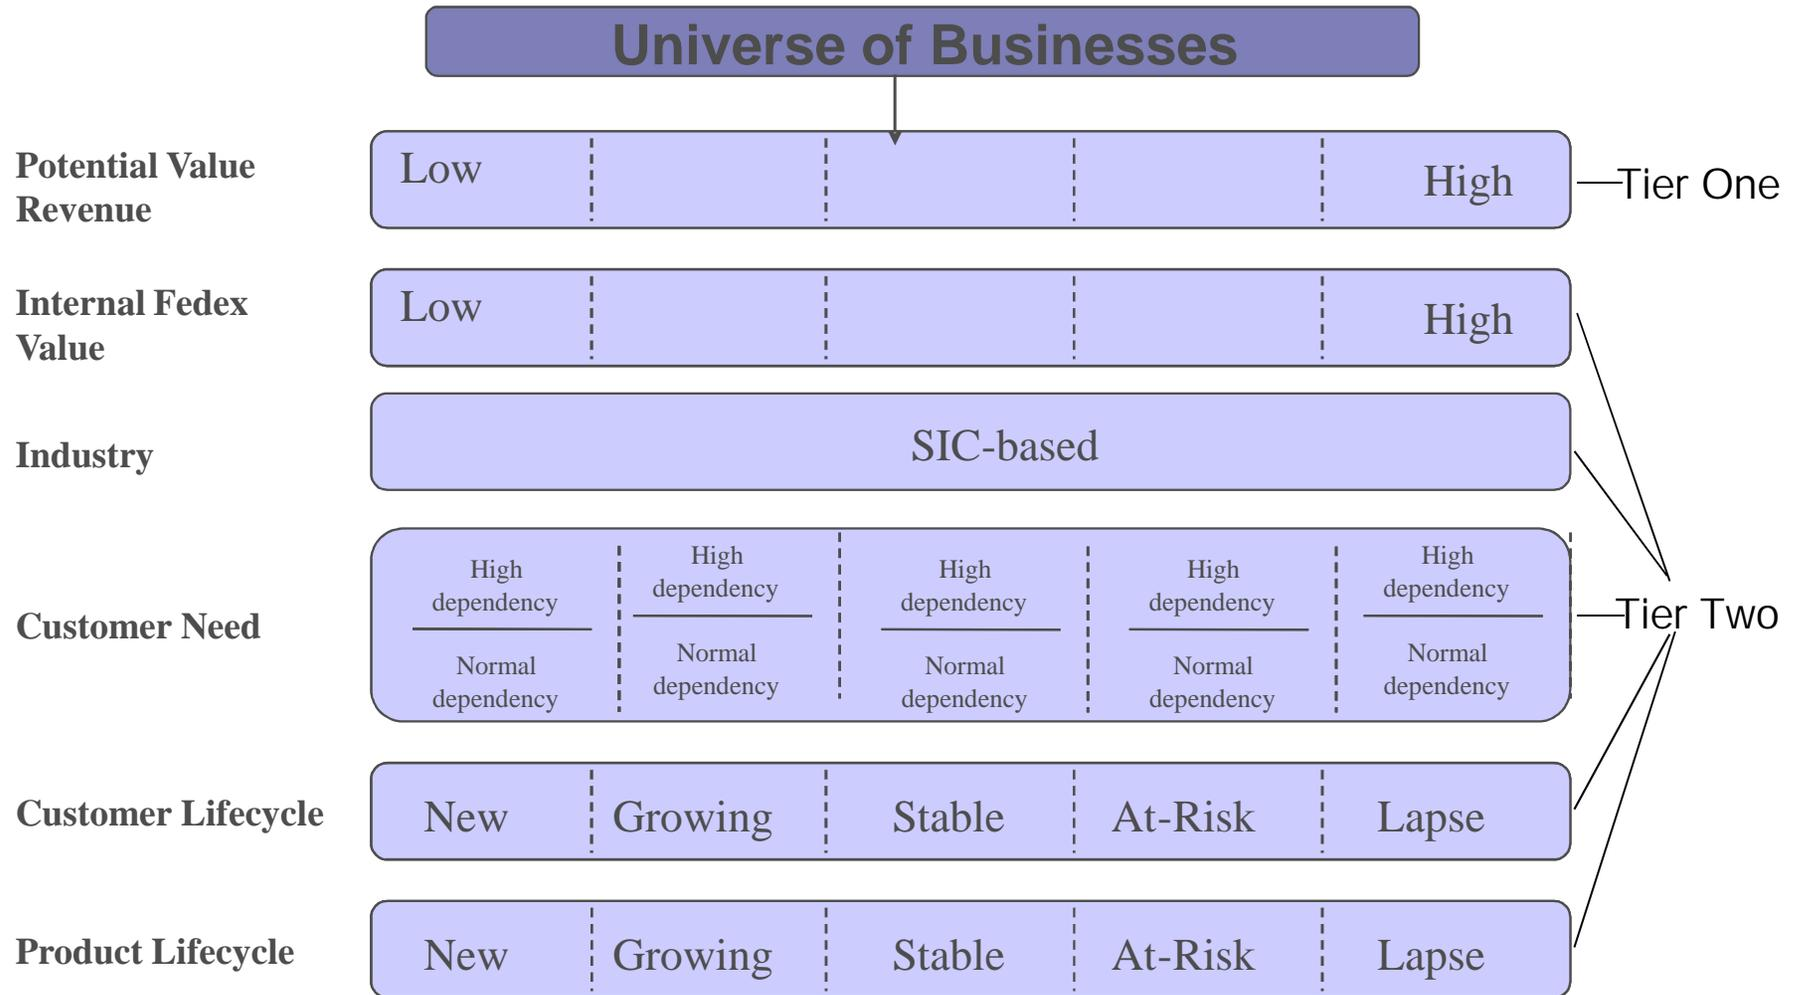 Universe of Businesses
Potential Value
Revenue
Low
High
Tier One
Internal Fedex
Value
Low
High
Industry
SIC-based
Customer Need
High
dependency
Normal
dependency
High
dependency
Normal
dependency
High
dependency
Normal
dependency
High
dependency
Normal
dependency
High
dependency
Normal
dependency
Tier Two
Customer Lifecycle
New
Growing
Stable
At-Risk
Lapse
Product Lifecycle
New
Growing
Stable
At-Risk
Lapse